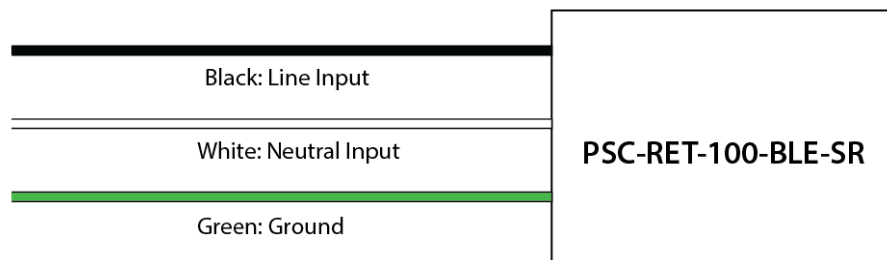 Black: Line Input
White: Neutral Input
PSC-RET-100-BLE-SR
Green: Ground